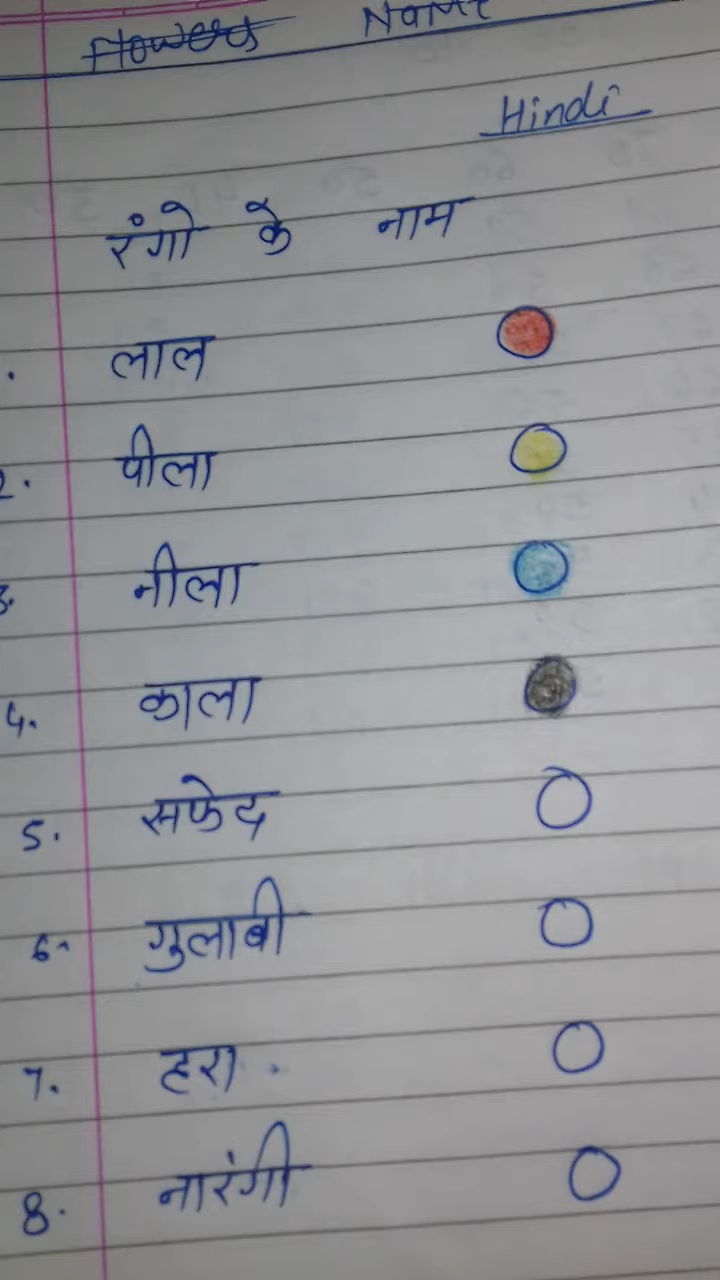 Flowers Name
Hindi
रंगो के नाम
. लाल
2. पीला
3. नीला
4. काला
5. सफेद
6. गुलाबी
7. हरा .
8. नारंगी